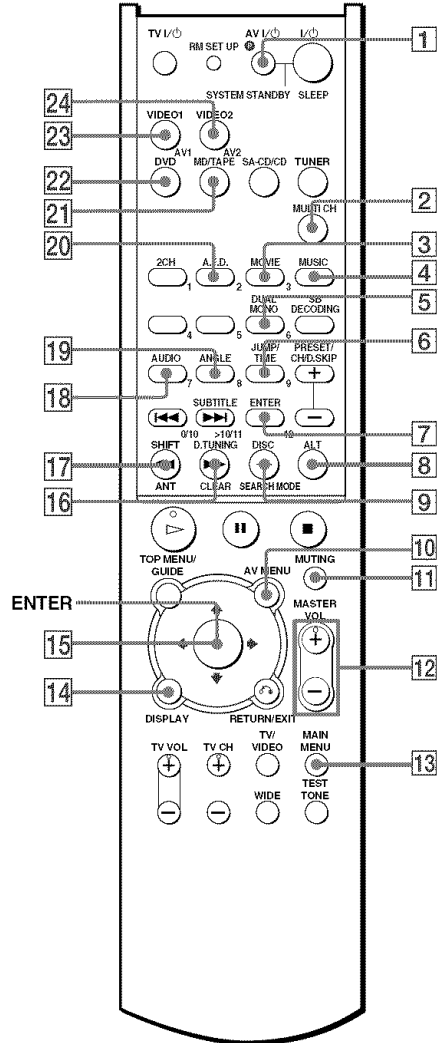 TV I/⏻
RM SET UP
AV I/⏻
I/⏻
1
SYSTEM STANDBY
SLEEP
24
VIDEO1
VIDEO2
23
AV1
AV2
22
DVD
MD/TAPE
SA-CD/CD
TUNER
21
MULTI CH
2
20
3
2CH
A.F.D.
MOVIE
MUSIC
4
1
2
3
DUAL MONO
SB DECODING
5
4
5
6
19
6
AUDIO
ANGLE
JUMP/TIME
PRESET/CH/D.SKIP
18
7
8
9
+
SUBTITLE
ENTER
−
0/10
>10/11
12
7
17
SHIFT
D.TUNING
DISC
ALT
8
16
ANT
CLEAR
SEARCH MODE
9
TOP MENU/GUIDE
AV MENU
MUTING
10
11
ENTER
MASTER VOL
+
15
12
−
14
DISPLAY
RETURN/EXIT
TV VOL
TV CH
TV/VIDEO
MAIN MENU
+
+
13
WIDE
TEST TONE
−
−